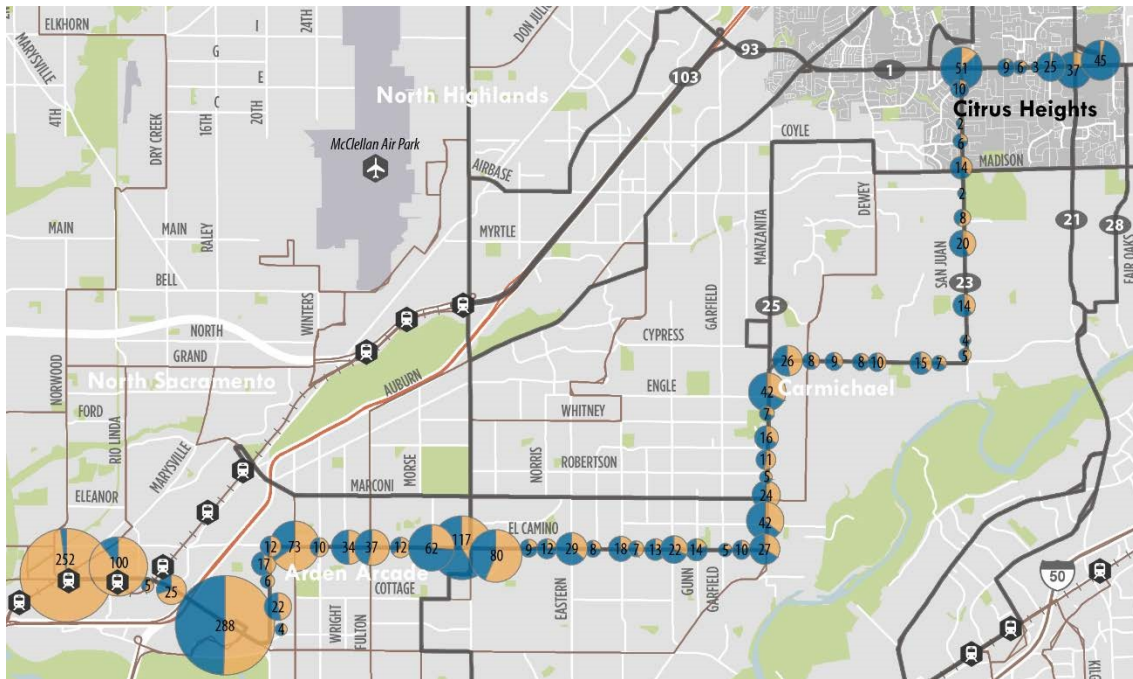 ELKHORN
MARYSVILLE
I
G
E
C
24TH
20TH
16TH
4TH
DRY CREEK
DON JULIO
93
103
1
51
9
6
3
25
37
45
10
Citrus Heights
North Highlands
McClellan Air Park
COYLE
2
6
14
MADISON
AIRBASE
2
DEWEY
8
20
21
28
FAIR OAKS
MAIN
MAIN
RALEY
MYRTLE
MANZANITA
SAN JUAN
23
BELL
WINTERS
GARFIELD
25
14
NORTH
CYPRESS
4
5
GRAND
26
8
9
8
10
15
7
NORWOOD
North Sacramento
AUBURN
ENGLE
42
Carmichael
FORD
RIO LINDA
WHITNEY
7
MARYSVILLE
MORSE
NORRIS
16
ROBERTSON
11
ELEANOR
MARCONI
5
24
EL CAMINO
42
12
73
10
34
37
12
62
117
80
9
12
29
8
18
7
13
22
14
5
10
27
252
100
5
25
17
6
Arden Arcade
COTTAGE
22
4
288
WRIGHT
FULTON
EASTERN
GUNN
GARFIELD
50